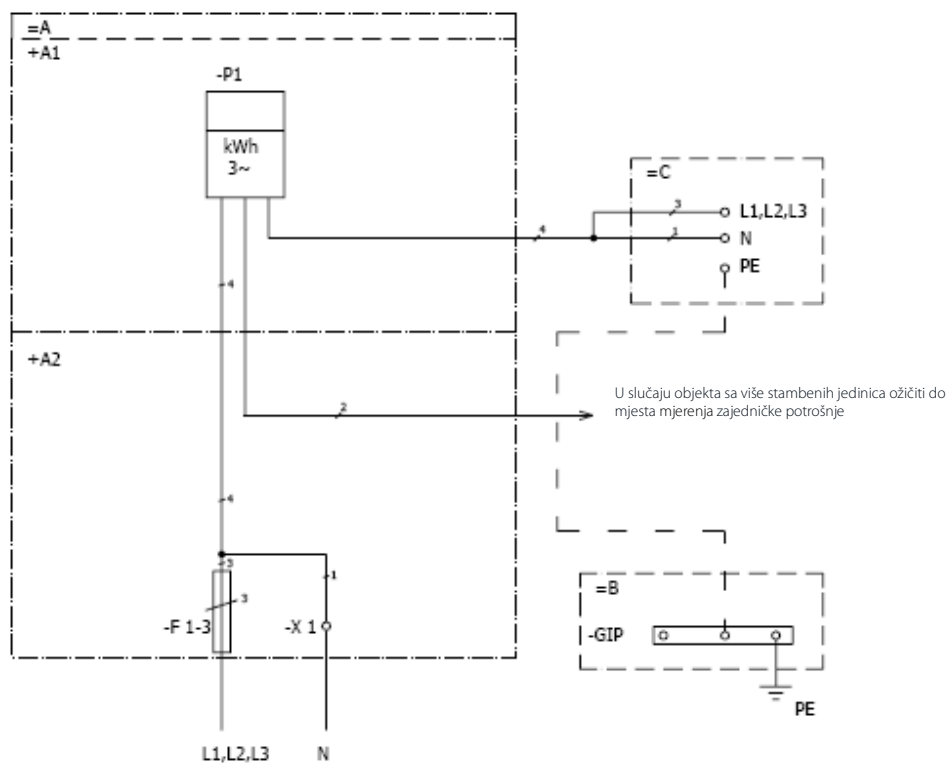 =A
+A1
-P1
kWh
3~
=C
3
L1,L2,L3
4
1
N
PE
4
+A2
U slučaju objekta sa više stambenih jedinica ožičiti do
mjesta mjerenja zajedničke potrošnje
2
4
3
1
=B
3
-F 1-3
-X 1
-GIP
PE
L1,L2,L3
N